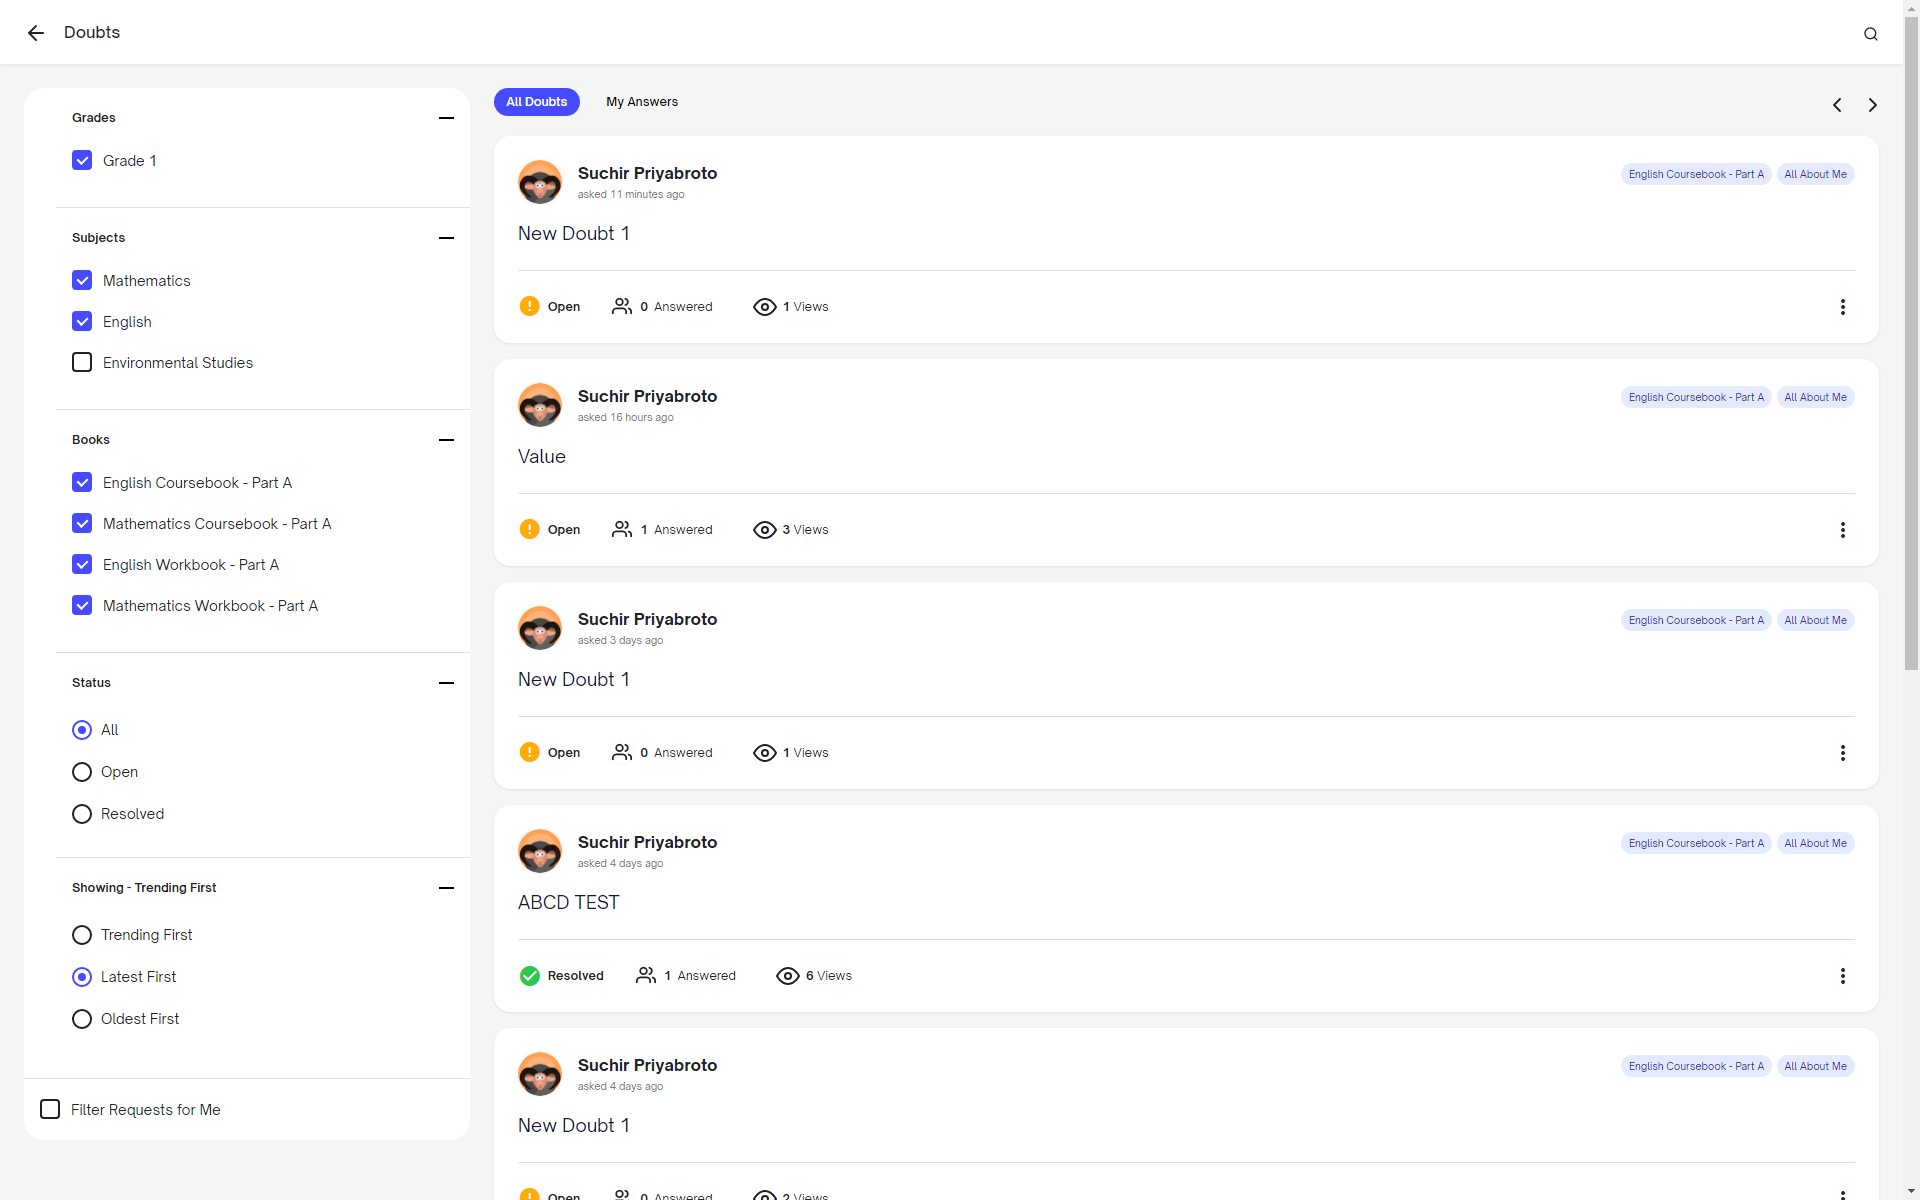 Doubts
Grades
Grade 1
Subjects
Mathematics
English
Environmental Studies
Books
English Coursebook - Part A
Mathematics Coursebook - Part A
English Workbook - Part A
Mathematics Workbook - Part A
Status
All
Open
Resolved
Showing - Trending First
Trending First
Latest First
Oldest First
Filter Requests for Me
All Doubts My Answers
Suchir Priyabroto English Coursebook - Part A All About Me
asked 11 minutes ago
New Doubt 1
Open 0 Answered 1 Views
Suchir Priyabroto English Coursebook - Part A All About Me
asked 16 hours ago
Value
Open 1 Answered 3 Views
Suchir Priyabroto English Coursebook - Part A All About Me
asked 3 days ago
New Doubt 1
Open 0 Answered 1 Views
Suchir Priyabroto English Coursebook - Part A All About Me
asked 4 days ago
ABCD TEST
Resolved 1 Answered 6 Views
Suchir Priyabroto English Coursebook - Part A All About Me
asked 4 days ago
New Doubt 1
Open 0 Answered 2 Views